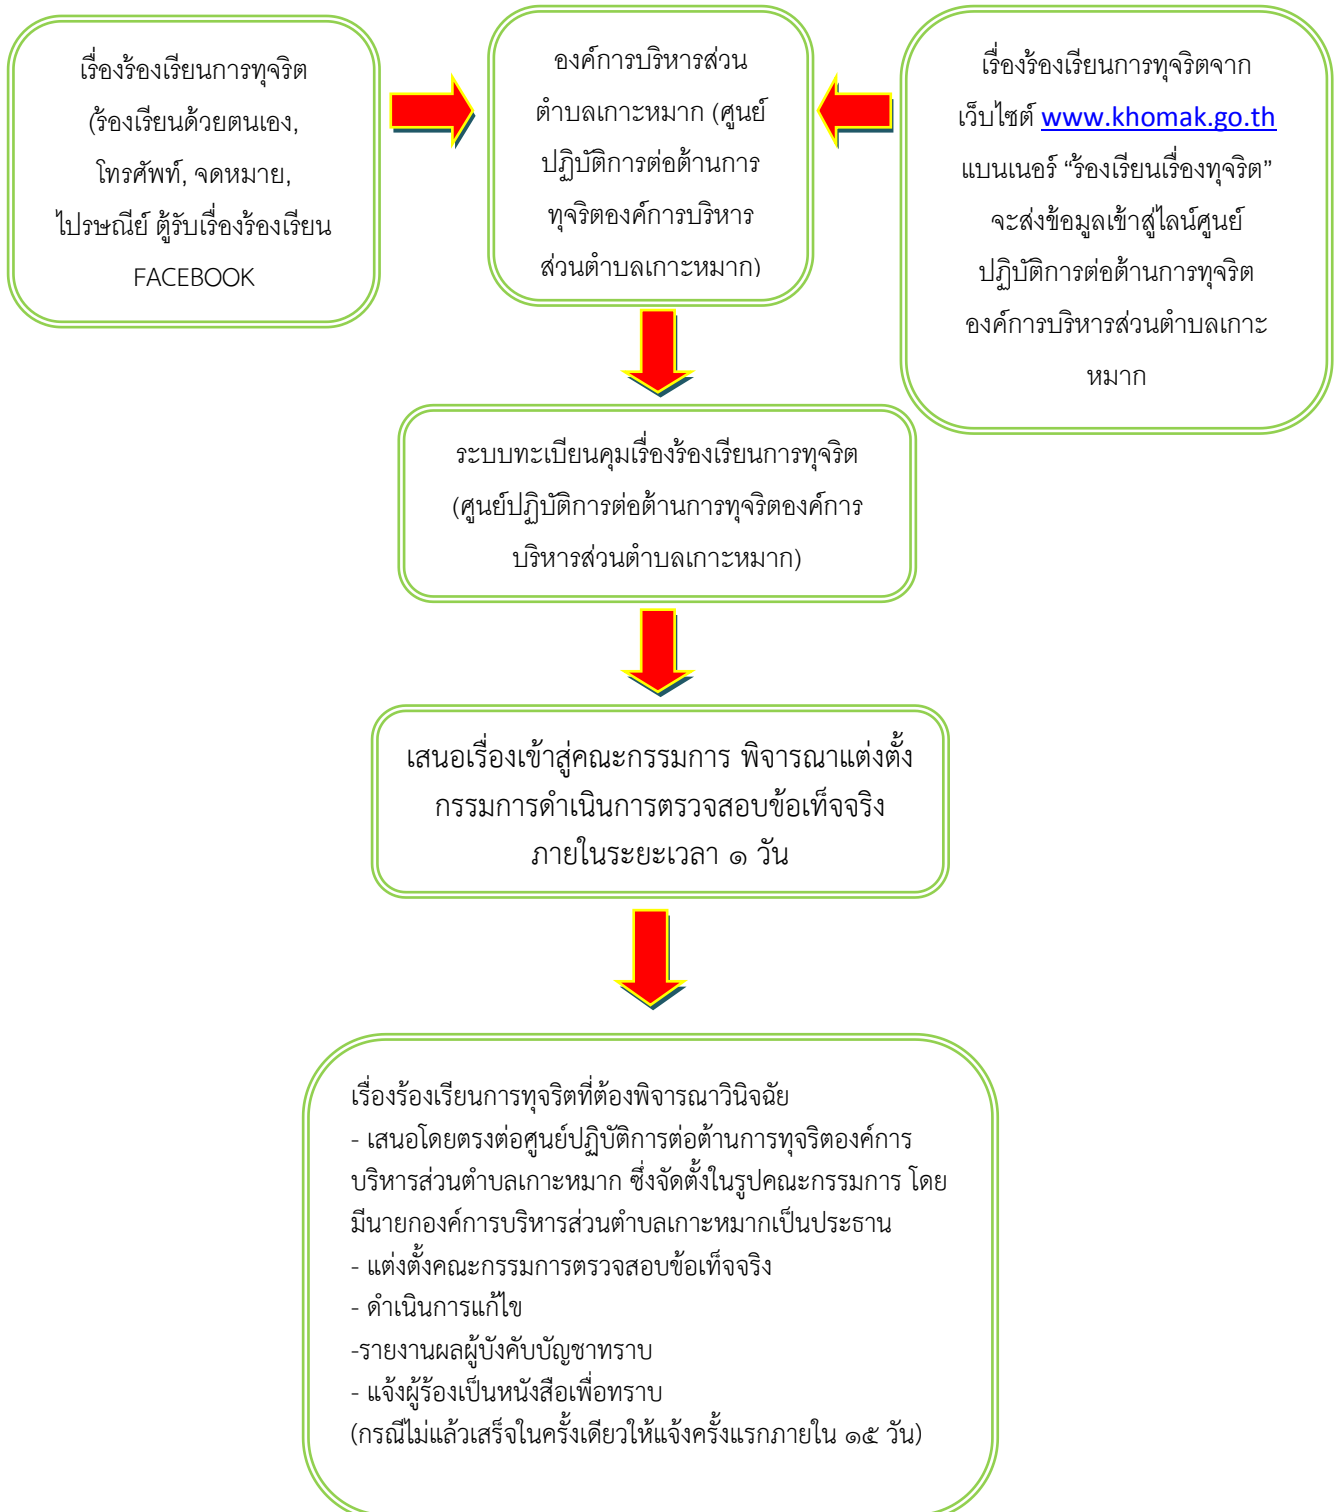 เรื่องร้องเรียนการทุจริต
(ร้องเรียนด้วยตนเอง,
โทรศัพท์, จดหมาย,
ไปรษณีย์ ตู้รับเรื่องร้องเรียน
FACEBOOK
องค์การบริหารส่วน
ตำบลเกาะหมาก (ศูนย์
ปฏิบัติการต่อต้านการ
ทุจริตองค์การบริหาร
ส่วนตำบลเกาะหมาก)
เรื่องร้องเรียนการทุจริตจาก
เว็บไซต์ www.khomak.go.th
แบนเนอร์ “ร้องเรียนเรื่องทุจริต”
จะส่งข้อมูลเข้าสู่ไลน์ศูนย์
ปฏิบัติการต่อต้านการทุจริต
องค์การบริหารส่วนตำบลเกาะ
หมาก
ระบบทะเบียนคุมเรื่องร้องเรียนการทุจริต
(ศูนย์ปฏิบัติการต่อต้านการทุจริตองค์การ
บริหารส่วนตำบลเกาะหมาก)
เสนอเรื่องเข้าสู่คณะกรรมการ พิจารณาแต่งตั้ง
กรรมการดำเนินการตรวจสอบข้อเท็จจริง
ภายในระยะเวลา ๑ วัน
เรื่องร้องเรียนการทุจริตที่ต้องพิจารณาวินิจฉัย
- เสนอโดยตรงต่อศูนย์ปฏิบัติการต่อต้านการทุจริตองค์การ
บริหารส่วนตำบลเกาะหมาก ซึ่งจัดตั้งในรูปคณะกรรมการ โดย
มีนายกองค์การบริหารส่วนตำบลเกาะหมากเป็นประธาน
- แต่งตั้งคณะกรรมการตรวจสอบข้อเท็จจริง
- ดำเนินการแก้ไข
-รายงานผลผู้บังคับบัญชาทราบ
- แจ้งผู้ร้องเป็นหนังสือเพื่อทราบ
(กรณีไม่แล้วเสร็จในครั้งเดียวให้แจ้งครั้งแรกภายใน ๑๕ วัน)